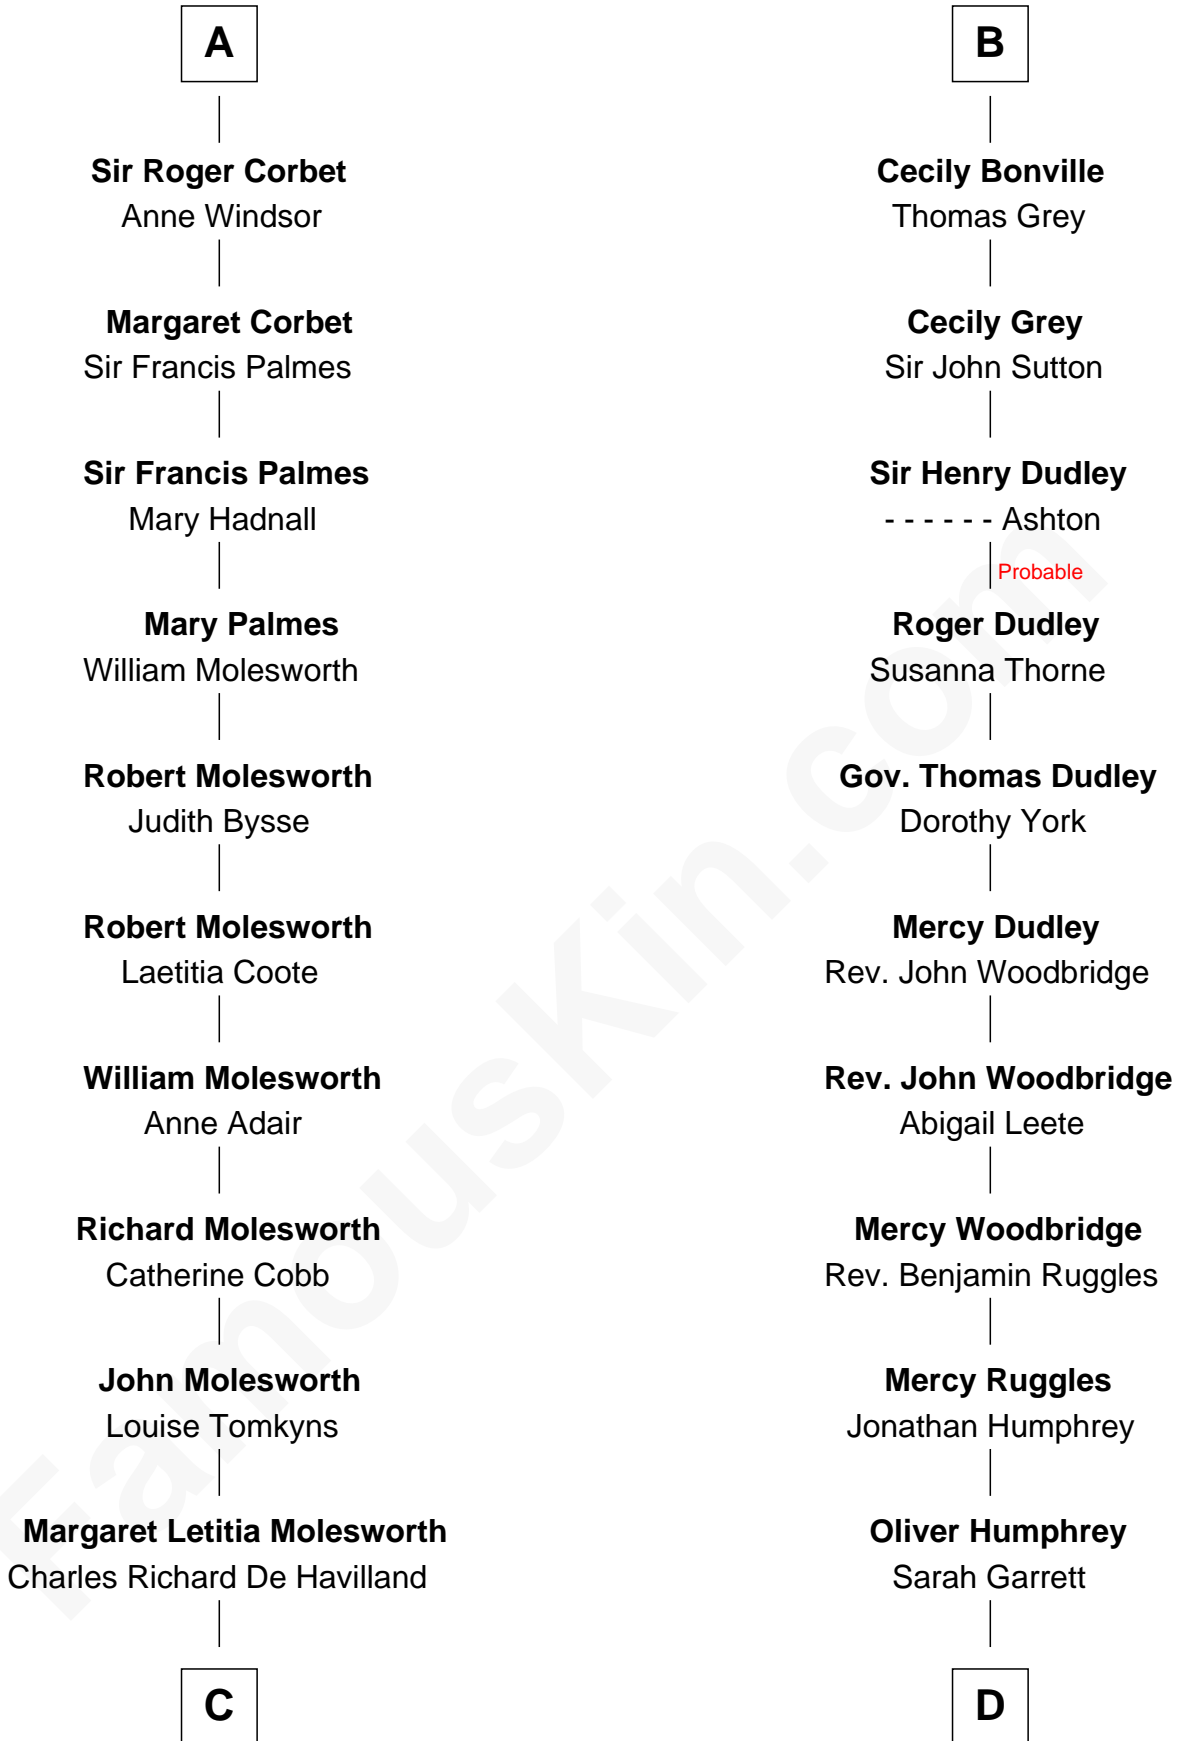 A
Sir Roger Corbet
Anne Windsor
Margaret Corbet
Sir Francis Palmes
Sir Francis Palmes
Mary Hadnall
Mary Palmes
William Molesworth
Robert Molesworth
Judith Bysse
Robert Molesworth
Laetitia Coote
William Molesworth
Anne Adair
Richard Molesworth
Catherine Cobb
John Molesworth
Louise Tomkyns
Margaret Letitia Molesworth
Charles Richard De Havilland
C
B
Cecily Bonville
Thomas Grey
Cecily Grey
Sir John Sutton
Sir Henry Dudley
- - - - - - Ashton
Probable
Roger Dudley
Susanna Thorne
Gov. Thomas Dudley
Dorothy York
Mercy Dudley
Rev. John Woodbridge
Rev. John Woodbridge
Abigail Leete
Mercy Woodbridge
Rev. Benjamin Ruggles
Mercy Ruggles
Jonathan Humphrey
Oliver Humphrey
Sarah Garrett
D
FamousKin.com